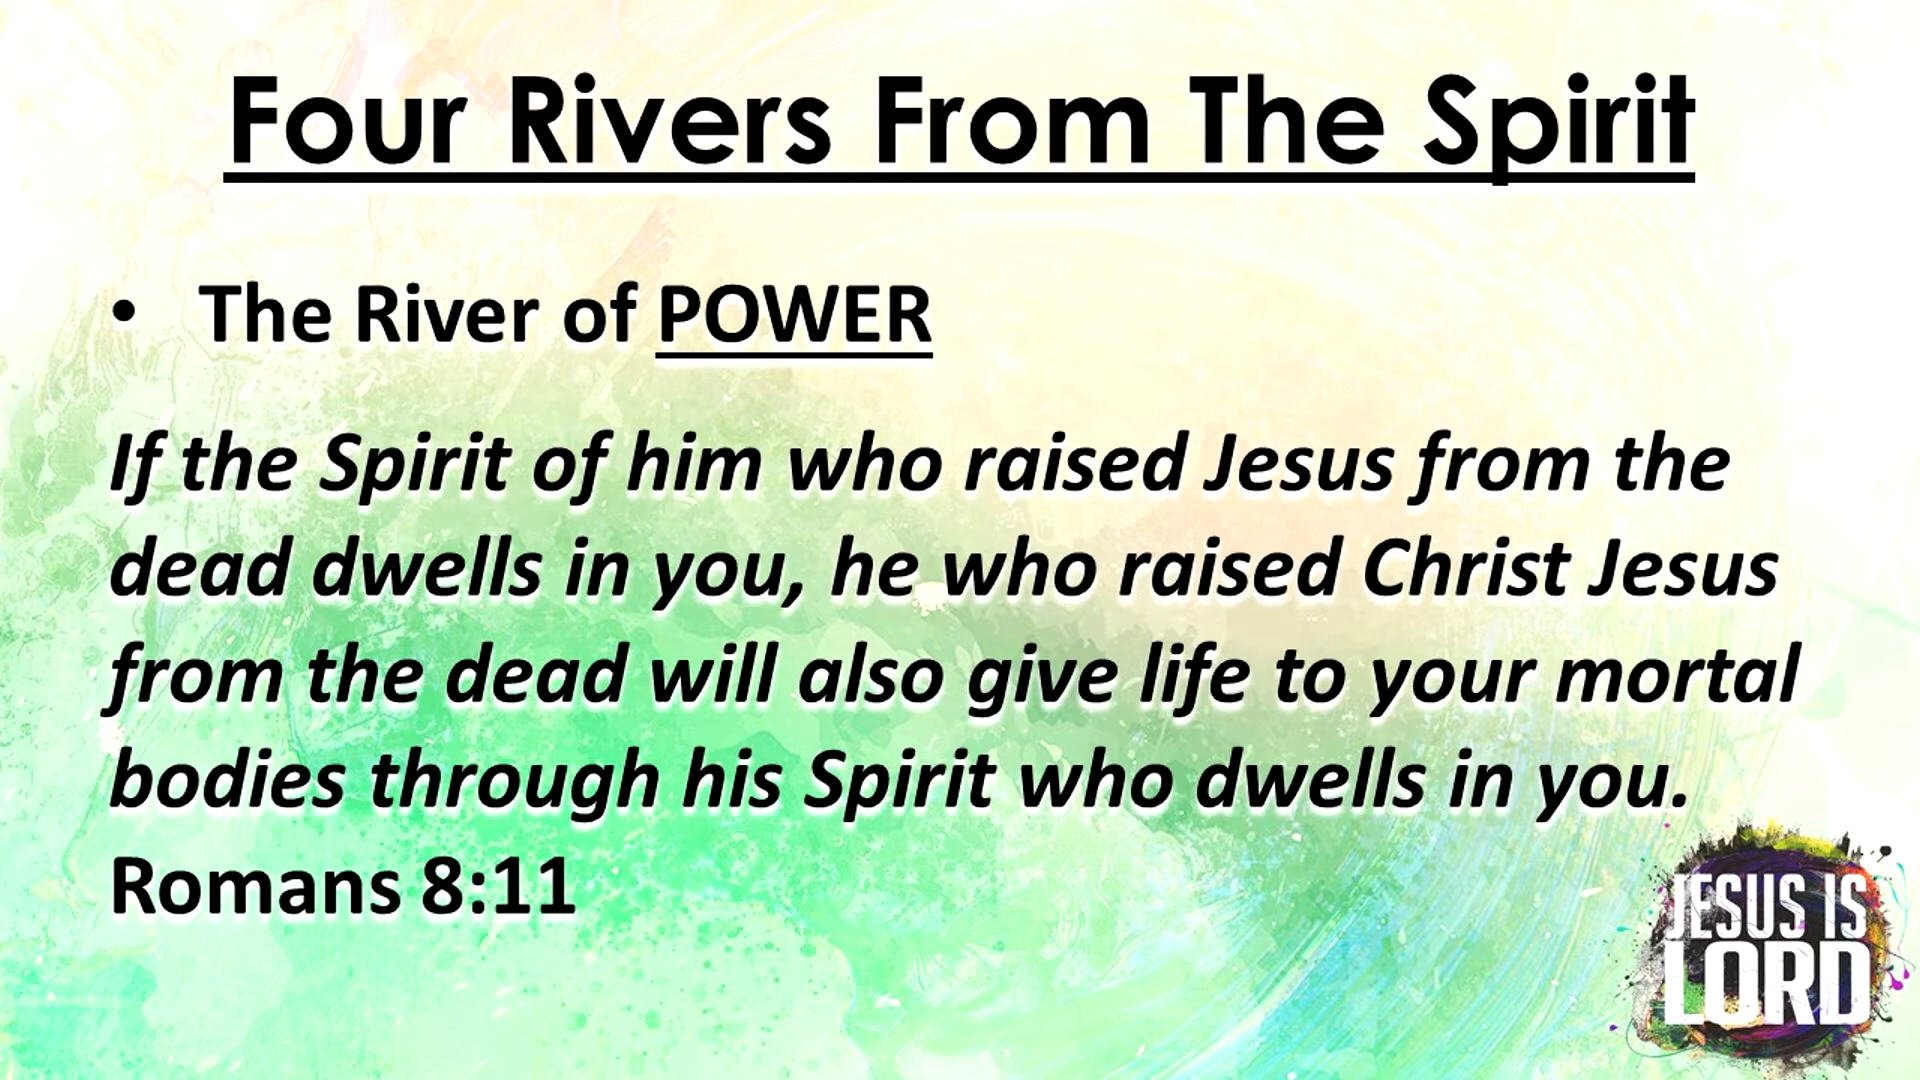 Four Rivers From The Spirit
• The River of POWER
If the Spirit of him who raised Jesus from the
dead dwells in you, he who raised Christ Jesus
from the dead will also give life to your mortal
bodies through his Spirit who dwells in you.
Romans 8:11
JESUS IS
LORD